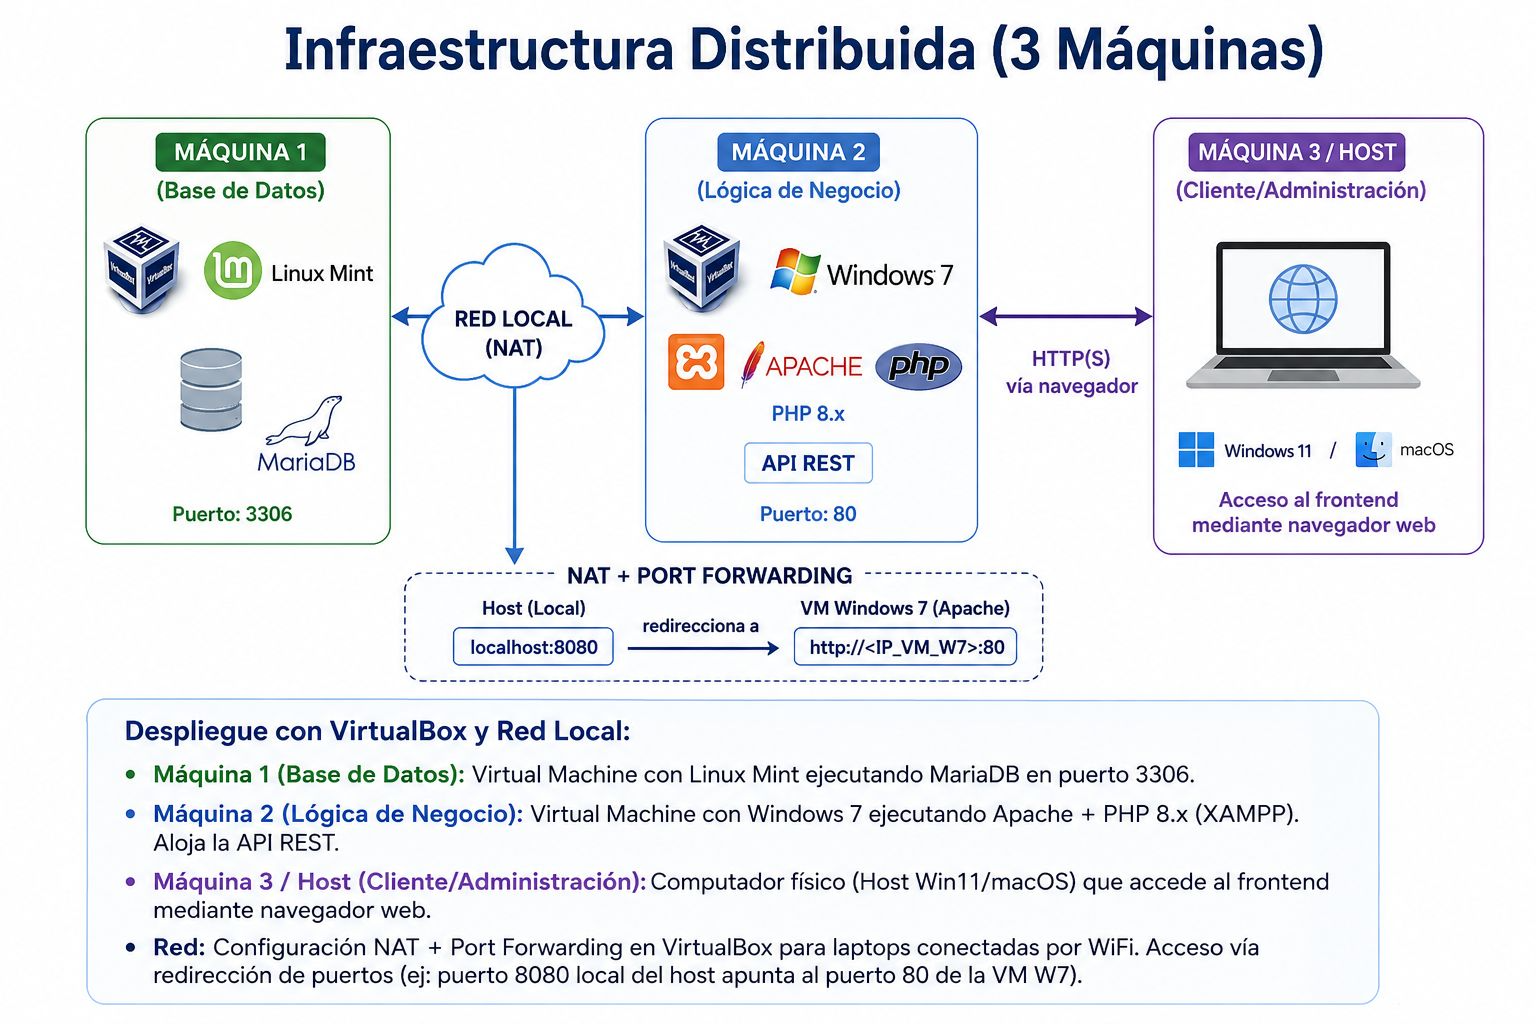 Infraestructura Distribuida (3 Máquinas)
MÁQUINA 1
(Base de Datos)
VirtualBox VirtualBox
Linux Mint
MariaDB
Puerto: 3306
RED LOCAL
(NAT)
MÁQUINA 2
(Lógica de Negocio)
VirtualBox VirtualBox
Windows 7
APACHE
php
PHP 8.x
API REST
Puerto: 80
HTTP(S)
vía navegador
MÁQUINA 3 / HOST
(Cliente/Administración)
Windows 11 / macOS
Acceso al frontend
mediante navegador web
NAT + PORT FORWARDING
Host (Local)
localhost:8080
redirecciona a
VM Windows 7 (Apache)
http://<IP_VM_W7>:80
Despliegue con VirtualBox y Red Local:
• Máquina 1 (Base de Datos): Virtual Machine con Linux Mint ejecutando MariaDB en puerto 3306.
• Máquina 2 (Lógica de Negocio): Virtual Machine con Windows 7 ejecutando Apache + PHP 8.x (XAMPP).
Aloja la API REST.
• Máquina 3 / Host (Cliente/Administración): Computador físico (Host Win11/macOS) que accede al frontend
mediante navegador web.
• Red: Configuración NAT + Port Forwarding en VirtualBox para laptops conectadas por WiFi. Acceso vía
redirección de puertos (ej: puerto 8080 local del host apunta al puerto 80 de la VM W7).